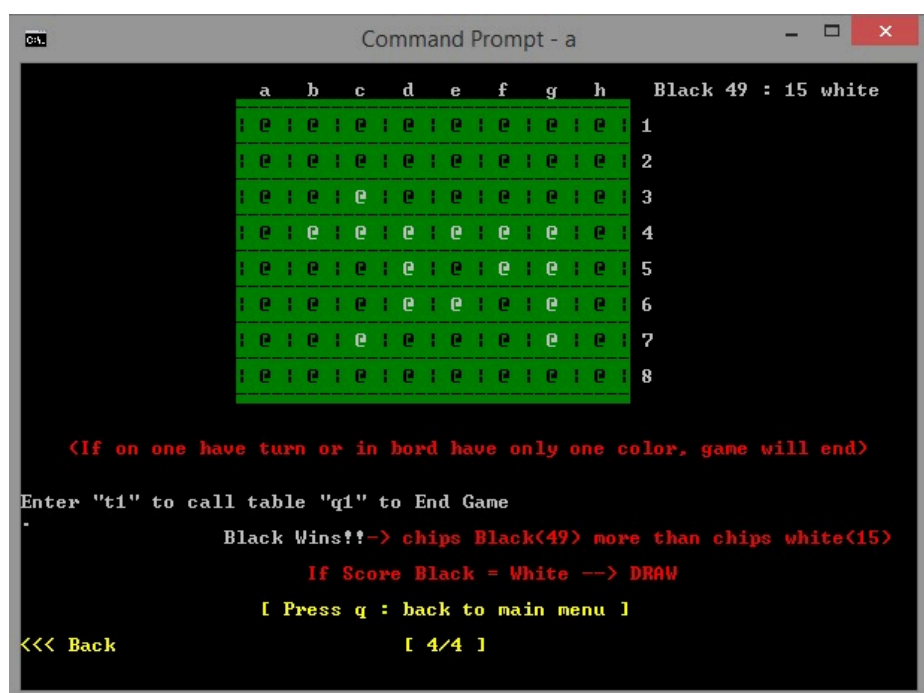 Command Prompt - a
a b c d e f g h Black 49 : 15 white
| @ | @ | @ | @ | @ | @ | @ | @ | 1
| @ | @ | @ | @ | @ | @ | @ | @ | 2
| @ | @ | @ | @ | @ | @ | @ | @ | 3
| @ | @ | @ | @ | @ | @ | @ | @ | 4
| @ | @ | @ | @ | @ | @ | @ | @ | 5
| @ | @ | @ | @ | @ | @ | @ | @ | 6
| @ | @ | @ | @ | @ | @ | @ | @ | 7
| @ | @ | @ | @ | @ | @ | @ | @ | 8
(If on one have turn or in bord have only one color, game will end)
Enter "t1" to call table "q1" to End Game
Black Wins!!-> chips Black(49) more than chips white(15)
If Score Black = White --> DRAW
[ Press q : back to main menu ]
<<< Back [ 4/4 ]